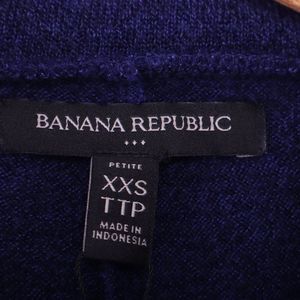 BANANA REPUBLIC
PETITE
XXS
TTP
MADE IN
INDONESIA